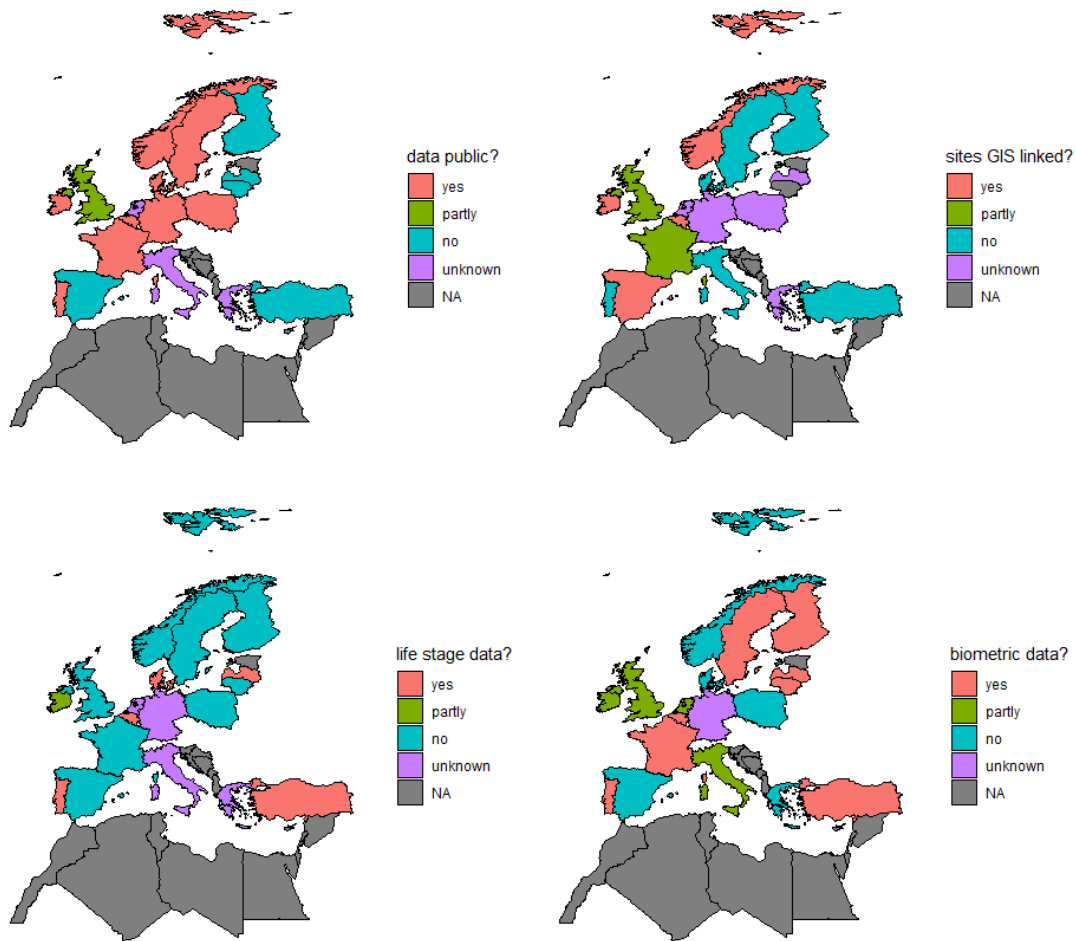 data public?
yes
partly
no
unknown
NA
sites GIS linked?
yes
partly
no
unknown
NA
life stage data?
yes
partly
no
unknown
NA
biometric data?
yes
partly
no
unknown
NA